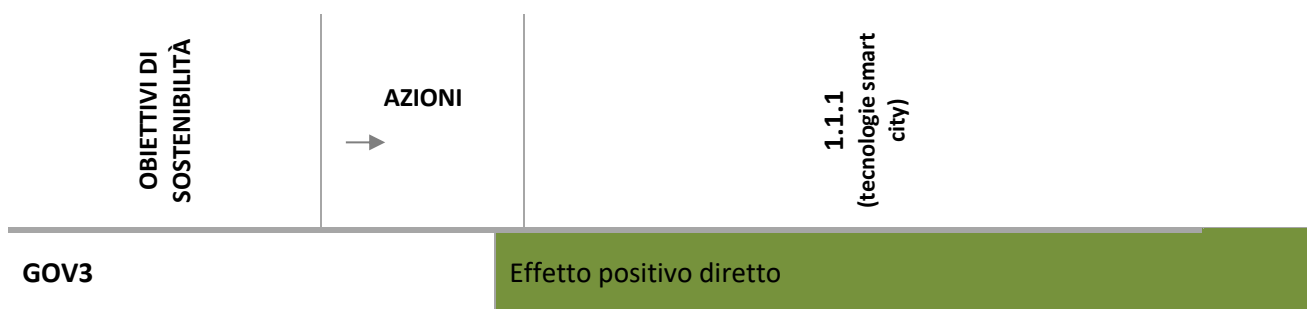 OBIETTIVI DI
SOSTENIBILITÀ
AZIONI
1.1.1
(tecnologie smart
city)
GOV3
Effetto positivo diretto